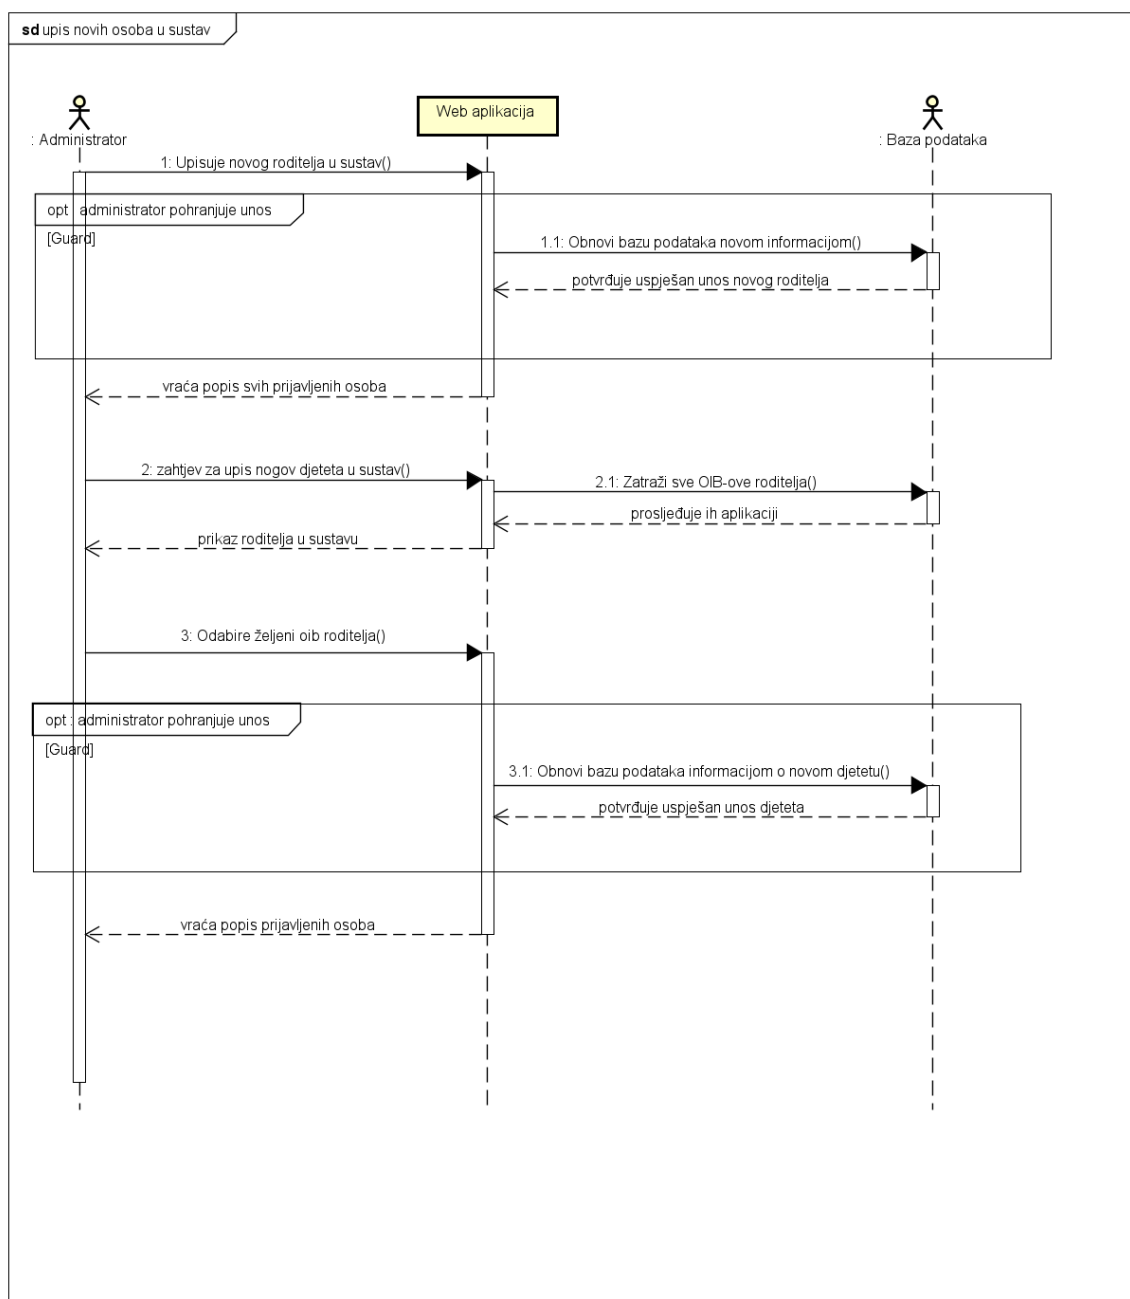 sd upis novih osoba u sustav
: Administrator
Web aplikacija
: Baza podataka
1: Upisuje novog roditelja u sustav()
opt : administrator pohranjuje unos
[Guard]
1.1: Obnovi bazu podataka novom informacijom()
potvrđuje uspješan unos novog roditelja
vraća popis svih prijavljenih osoba
2: zahtjev za upis nogov djeteta u sustav()
2.1: Zatraži sve OIB-ove roditelja()
prosljeđuje ih aplikaciji
prikaz roditelja u sustavu
3: Odabire željeni oib roditelja()
opt : administrator pohranjuje unos
[Guard]
3.1: Obnovi bazu podataka informacijom o novom djetetu()
potvrđuje uspješan unos djeteta
vraća popis prijavljenih osoba